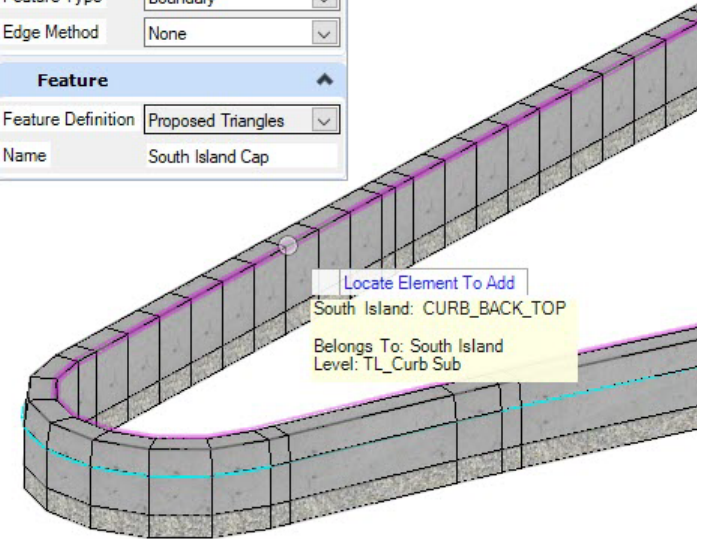 Feature Type Boundary
Edge Method None
Feature
Feature Definition Proposed Triangles
Name South Island Cap
Locate Element To Add
South Island: CURB_BACK_TOP
Belongs To: South Island
Level: TL_Curb Sub